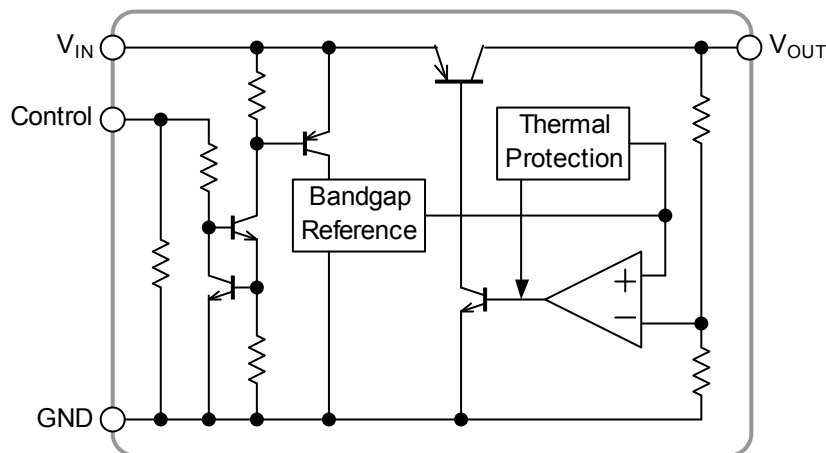 VIN
VOUT
Control
Thermal
Protection
Bandgap
Reference
+
−
GND